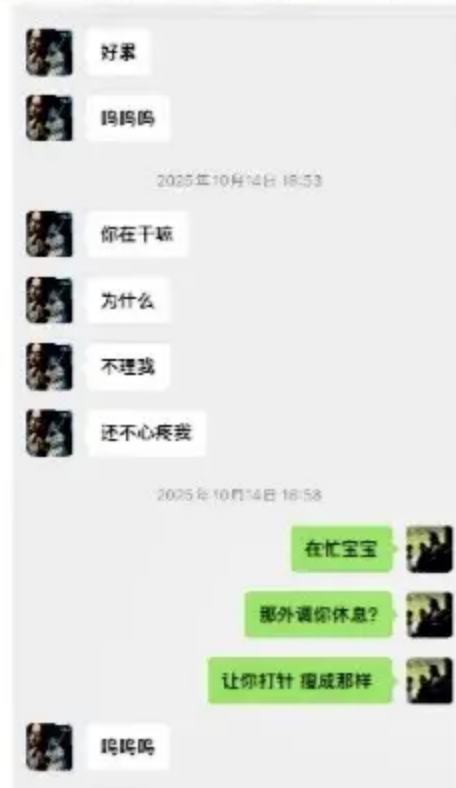 好累
呜呜呜
2025年10月14日 16:53
你在干嘛
为什么
不理我
还不心疼我
2025年10月14日 16:58
在忙宝宝
那外调你休息?
让你打针 瘦成那样
呜呜呜